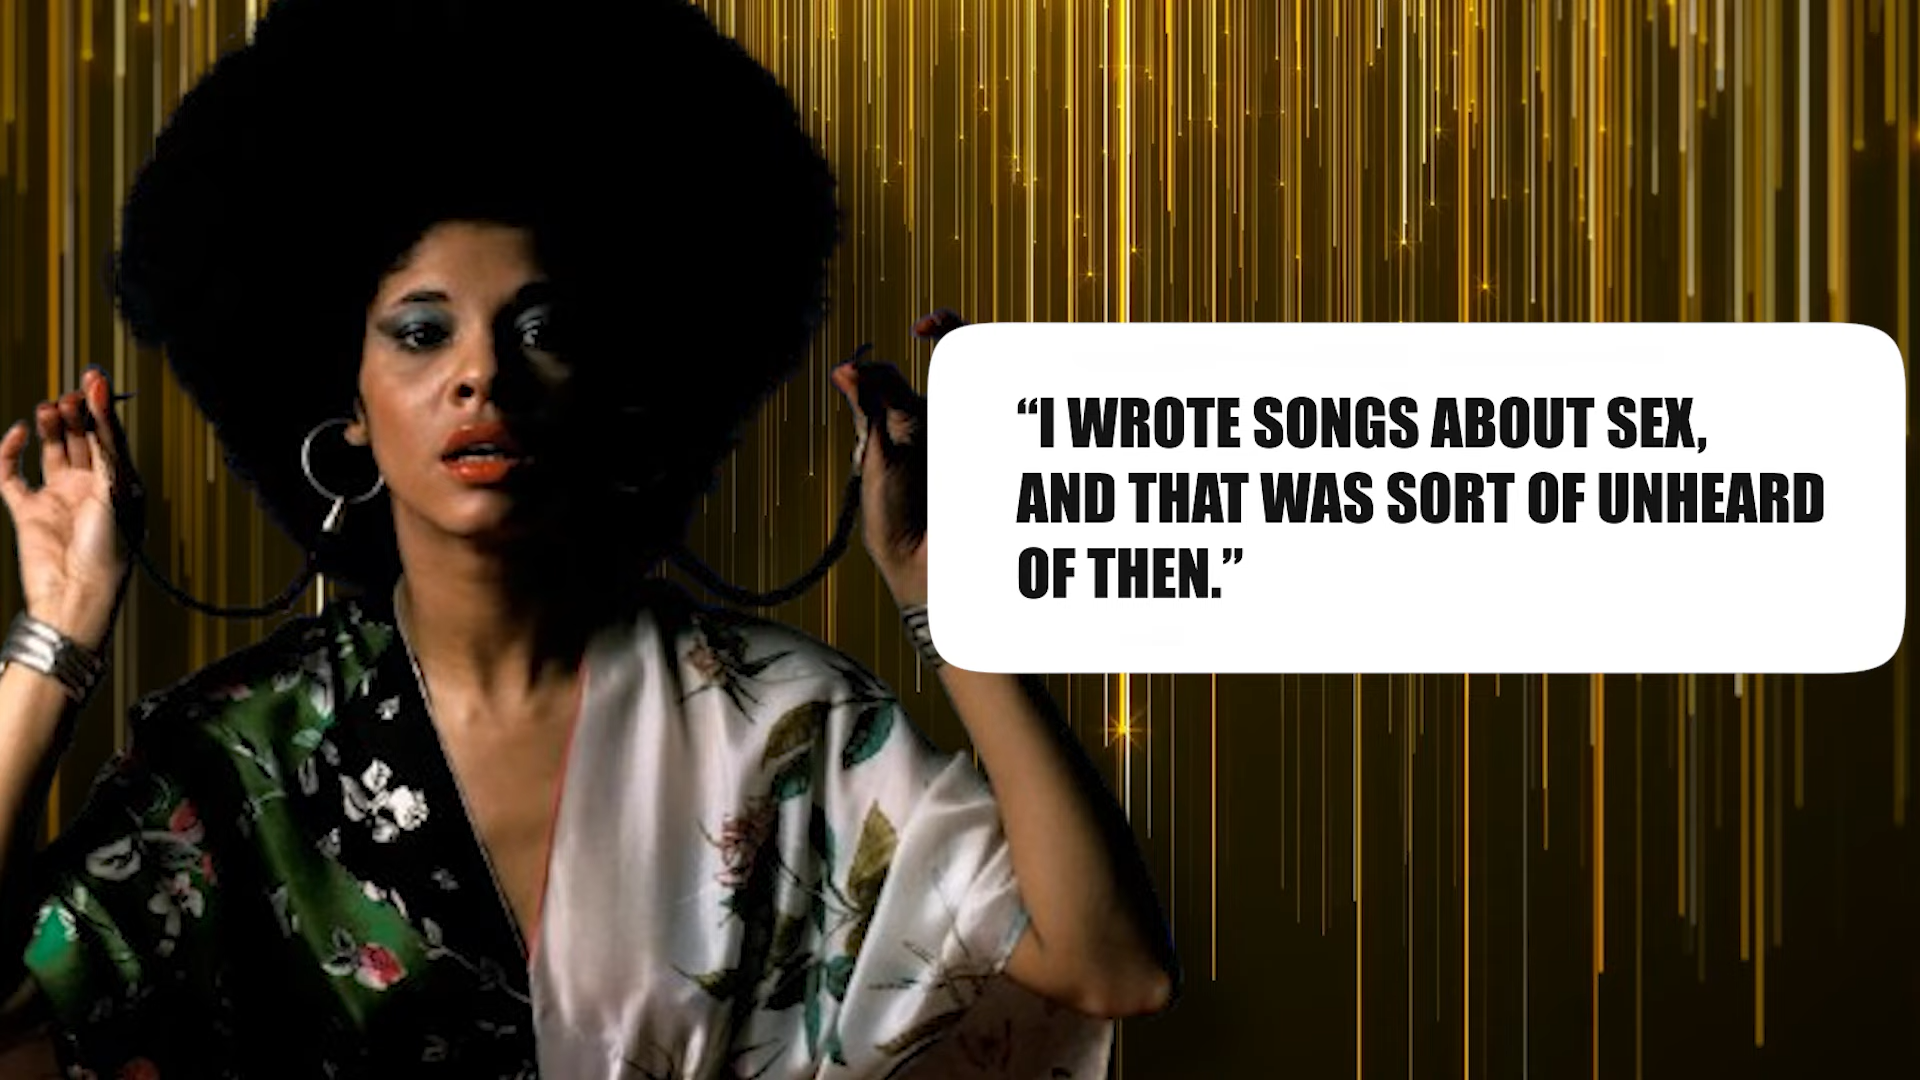 “I WROTE SONGS ABOUT SEX,
AND THAT WAS SORT OF UNHEARD
OF THEN.”